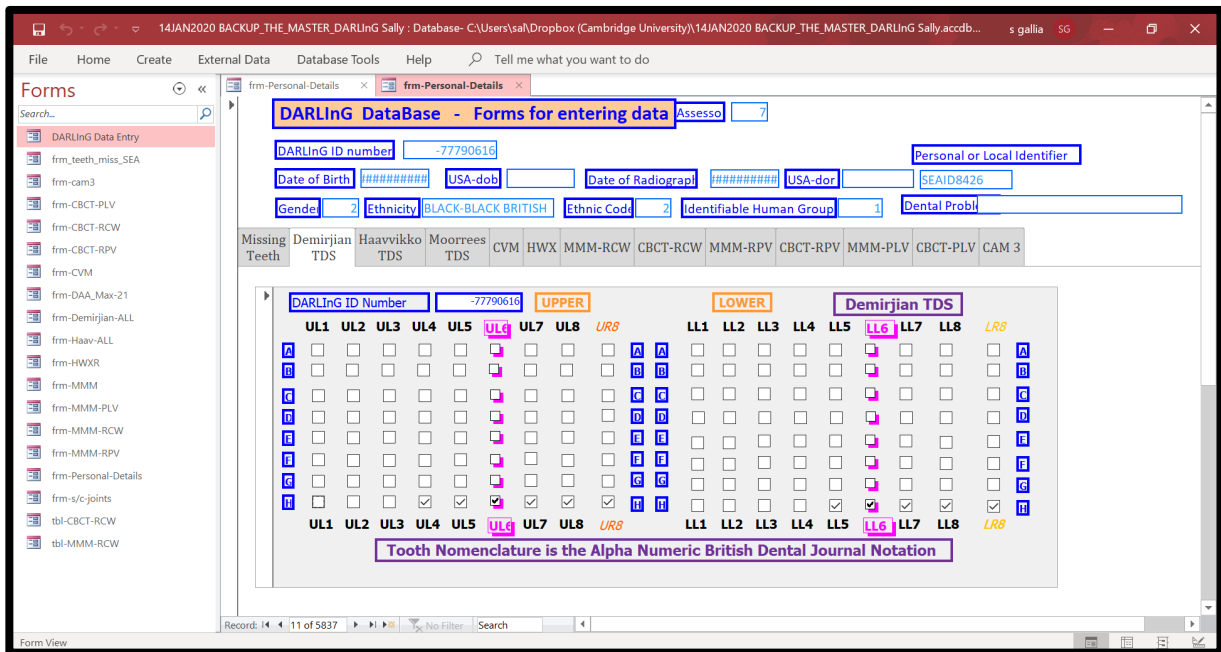 14JAN2020 BACKUP_THE_MASTER_DARLInG Sally : Database- C:\Users\sal\Dropbox (Cambridge University)\14JAN2020 BACKUP_THE_MASTER_DARLInG Sally.accdb... s gallia SG
File Home Create External Data Database Tools Help Tell me what you want to do
Forms
Search...
DARLInG Data Entry
frm_teeth_miss_SEA
frm-cam3
frm-CBCT-PLV
frm-CBCT-RCW
frm-CBCT-RPV
frm-CVM
frm-DAA_Max-21
frm-Demirjian-ALL
frm-Haav-ALL
frm-HWXR
frm-MMM
frm-MMM-PLV
frm-MMM-RCW
frm-MMM-RPV
frm-Personal-Details
frm-s/c-joints
tbl-CBCT-RCW
tbl-MMM-RCW
frm-Personal-Details frm-Personal-Details
DARLInG DataBase - Forms for entering data Assesso 7
DARLInG ID number -77790616 Personal or Local Identifier
Date of Birth ########## USA-dob Date of Radiograph ########## USA-dor SEAID8426
Gender 2 Ethnicity BLACK-BLACK BRITISH Ethnic Code 2 Identifiable Human Group 1 Dental Proble
Missing Teeth Demirjian TDS Haavvikko TDS Moorrees TDS CVM HWX MMM-RCW CBCT-RCW MMM-RPV CBCT-RPV MMM-PLV CBCT-PLV CAM 3
DARLInG ID Number -77790616 UPPER LOWER Demirjian TDS
UL1 UL2 UL3 UL4 UL5 UL6 UL7 UL8 UR8 LL1 LL2 LL3 LL4 LL5 LL6 LL7 LL8 LR8
A A A A
B B B B
C C C C
D D D D
E E E E
F F F F
G G G G
H H H H
UL1 UL2 UL3 UL4 UL5 UL6 UL7 UL8 UR8 LL1 LL2 LL3 LL4 LL5 LL6 LL7 LL8 LR8
Tooth Nomenclature is the Alpha Numeric British Dental Journal Notation
Record: 11 of 5837 No Filter Search
Form View